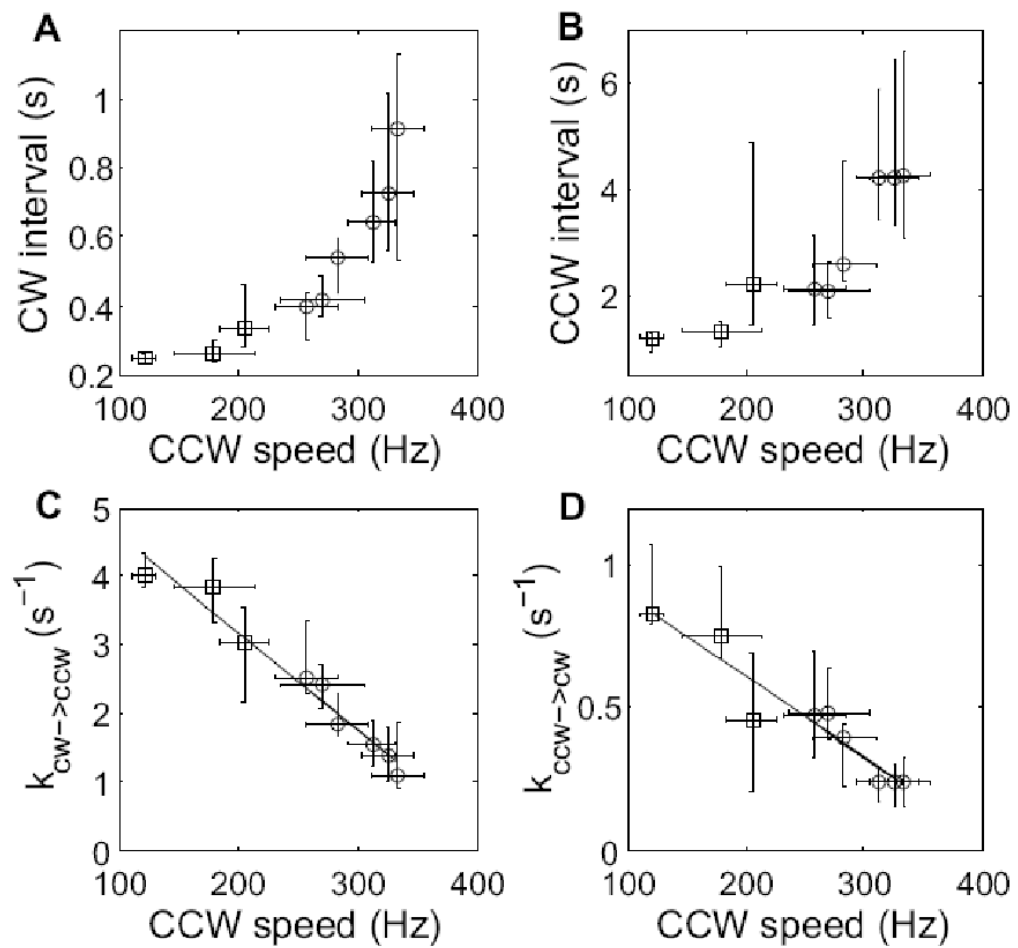 A
B
CW interval (s)
1
0.8
0.6
0.4
0.2
100
200
300
400
CCW speed (Hz)
CCW interval (s)
6
4
2
100
200
300
400
CCW speed (Hz)
C
D
k_cw->ccw (s⁻¹)
5
4
3
2
1
0
100
200
300
400
CCW speed (Hz)
k_ccw->cw (s⁻¹)
1
0.5
0
100
200
300
400
CCW speed (Hz)